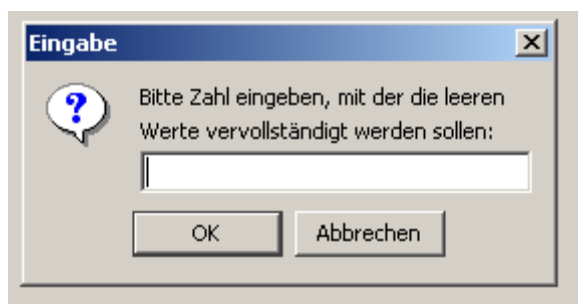 Eingabe
?
Bitte Zahl eingeben, mit der die leeren
Werte vervollständigt werden sollen:
OK Abbrechen